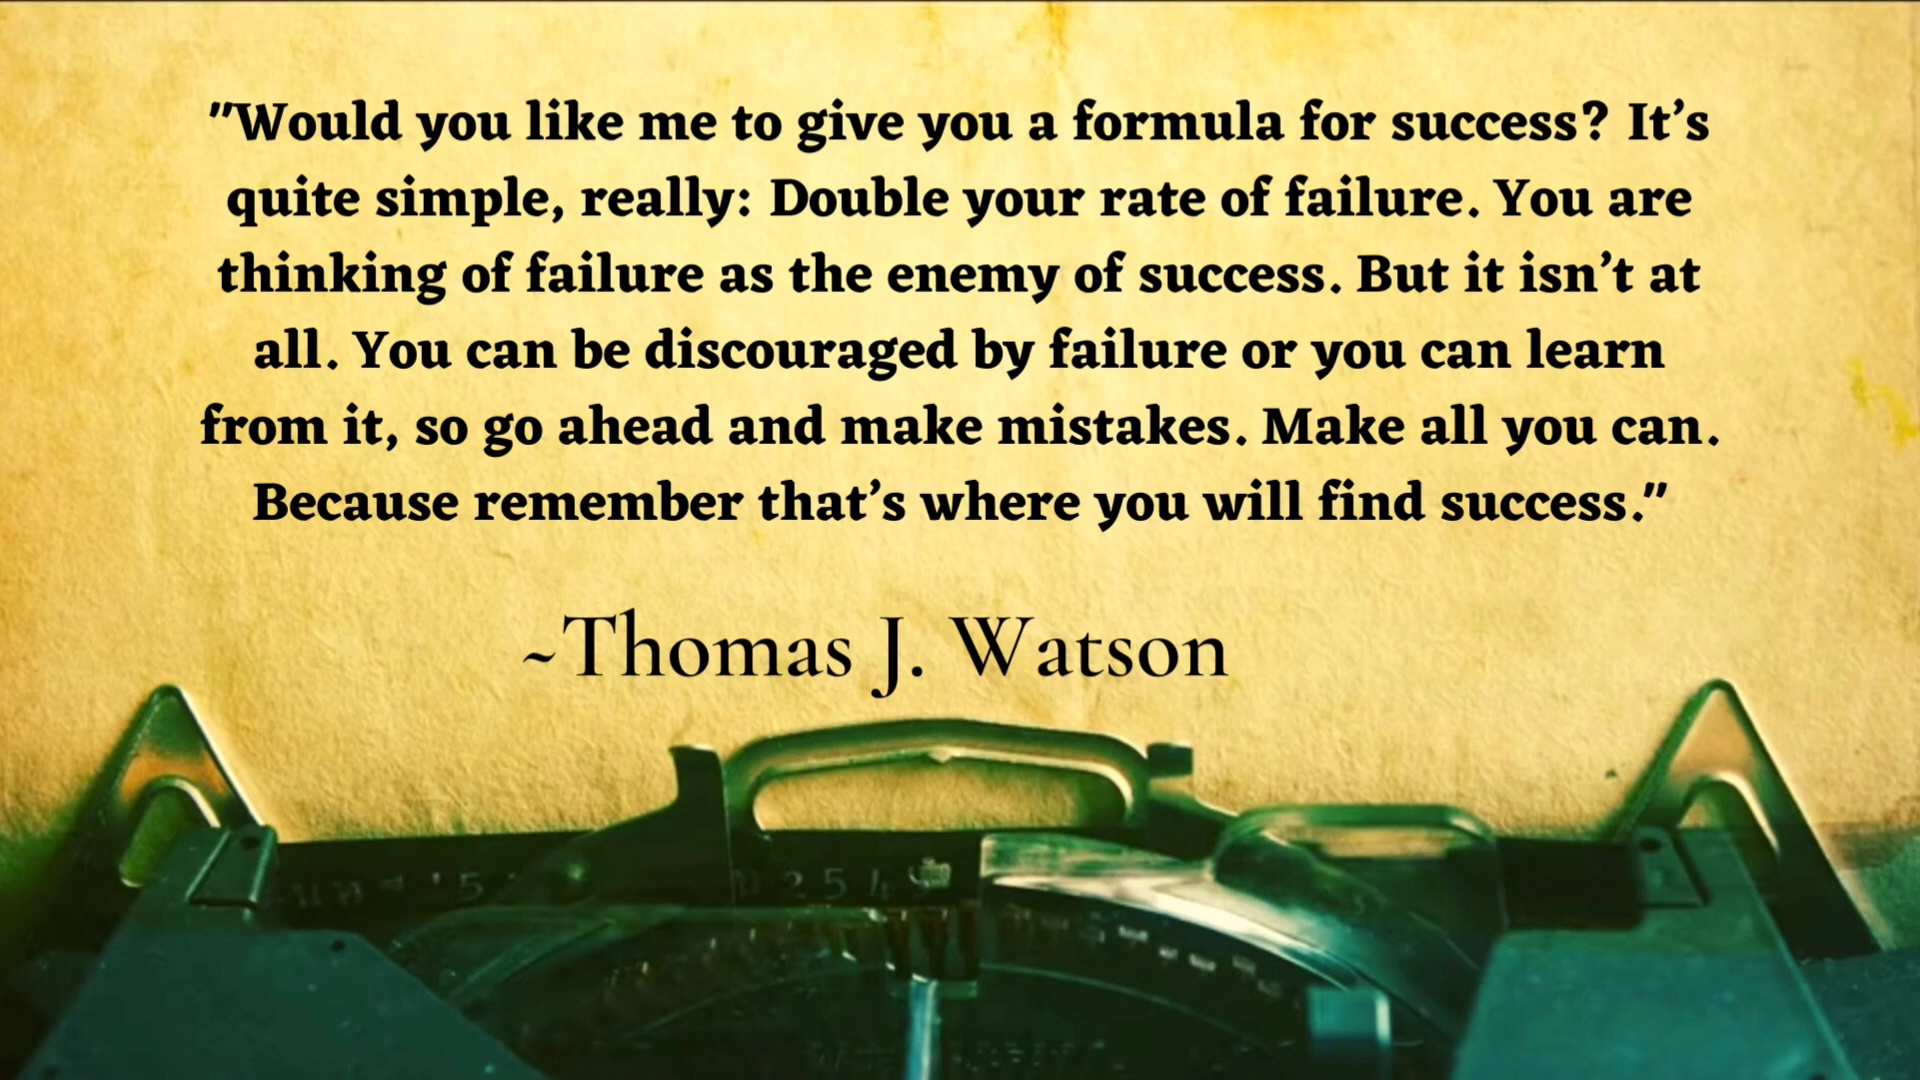 "Would you like me to give you a formula for success? It’s
quite simple, really: Double your rate of failure. You are
thinking of failure as the enemy of success. But it isn’t at
all. You can be discouraged by failure or you can learn
from it, so go ahead and make mistakes. Make all you can.
Because remember that’s where you will find success."
~Thomas J. Watson